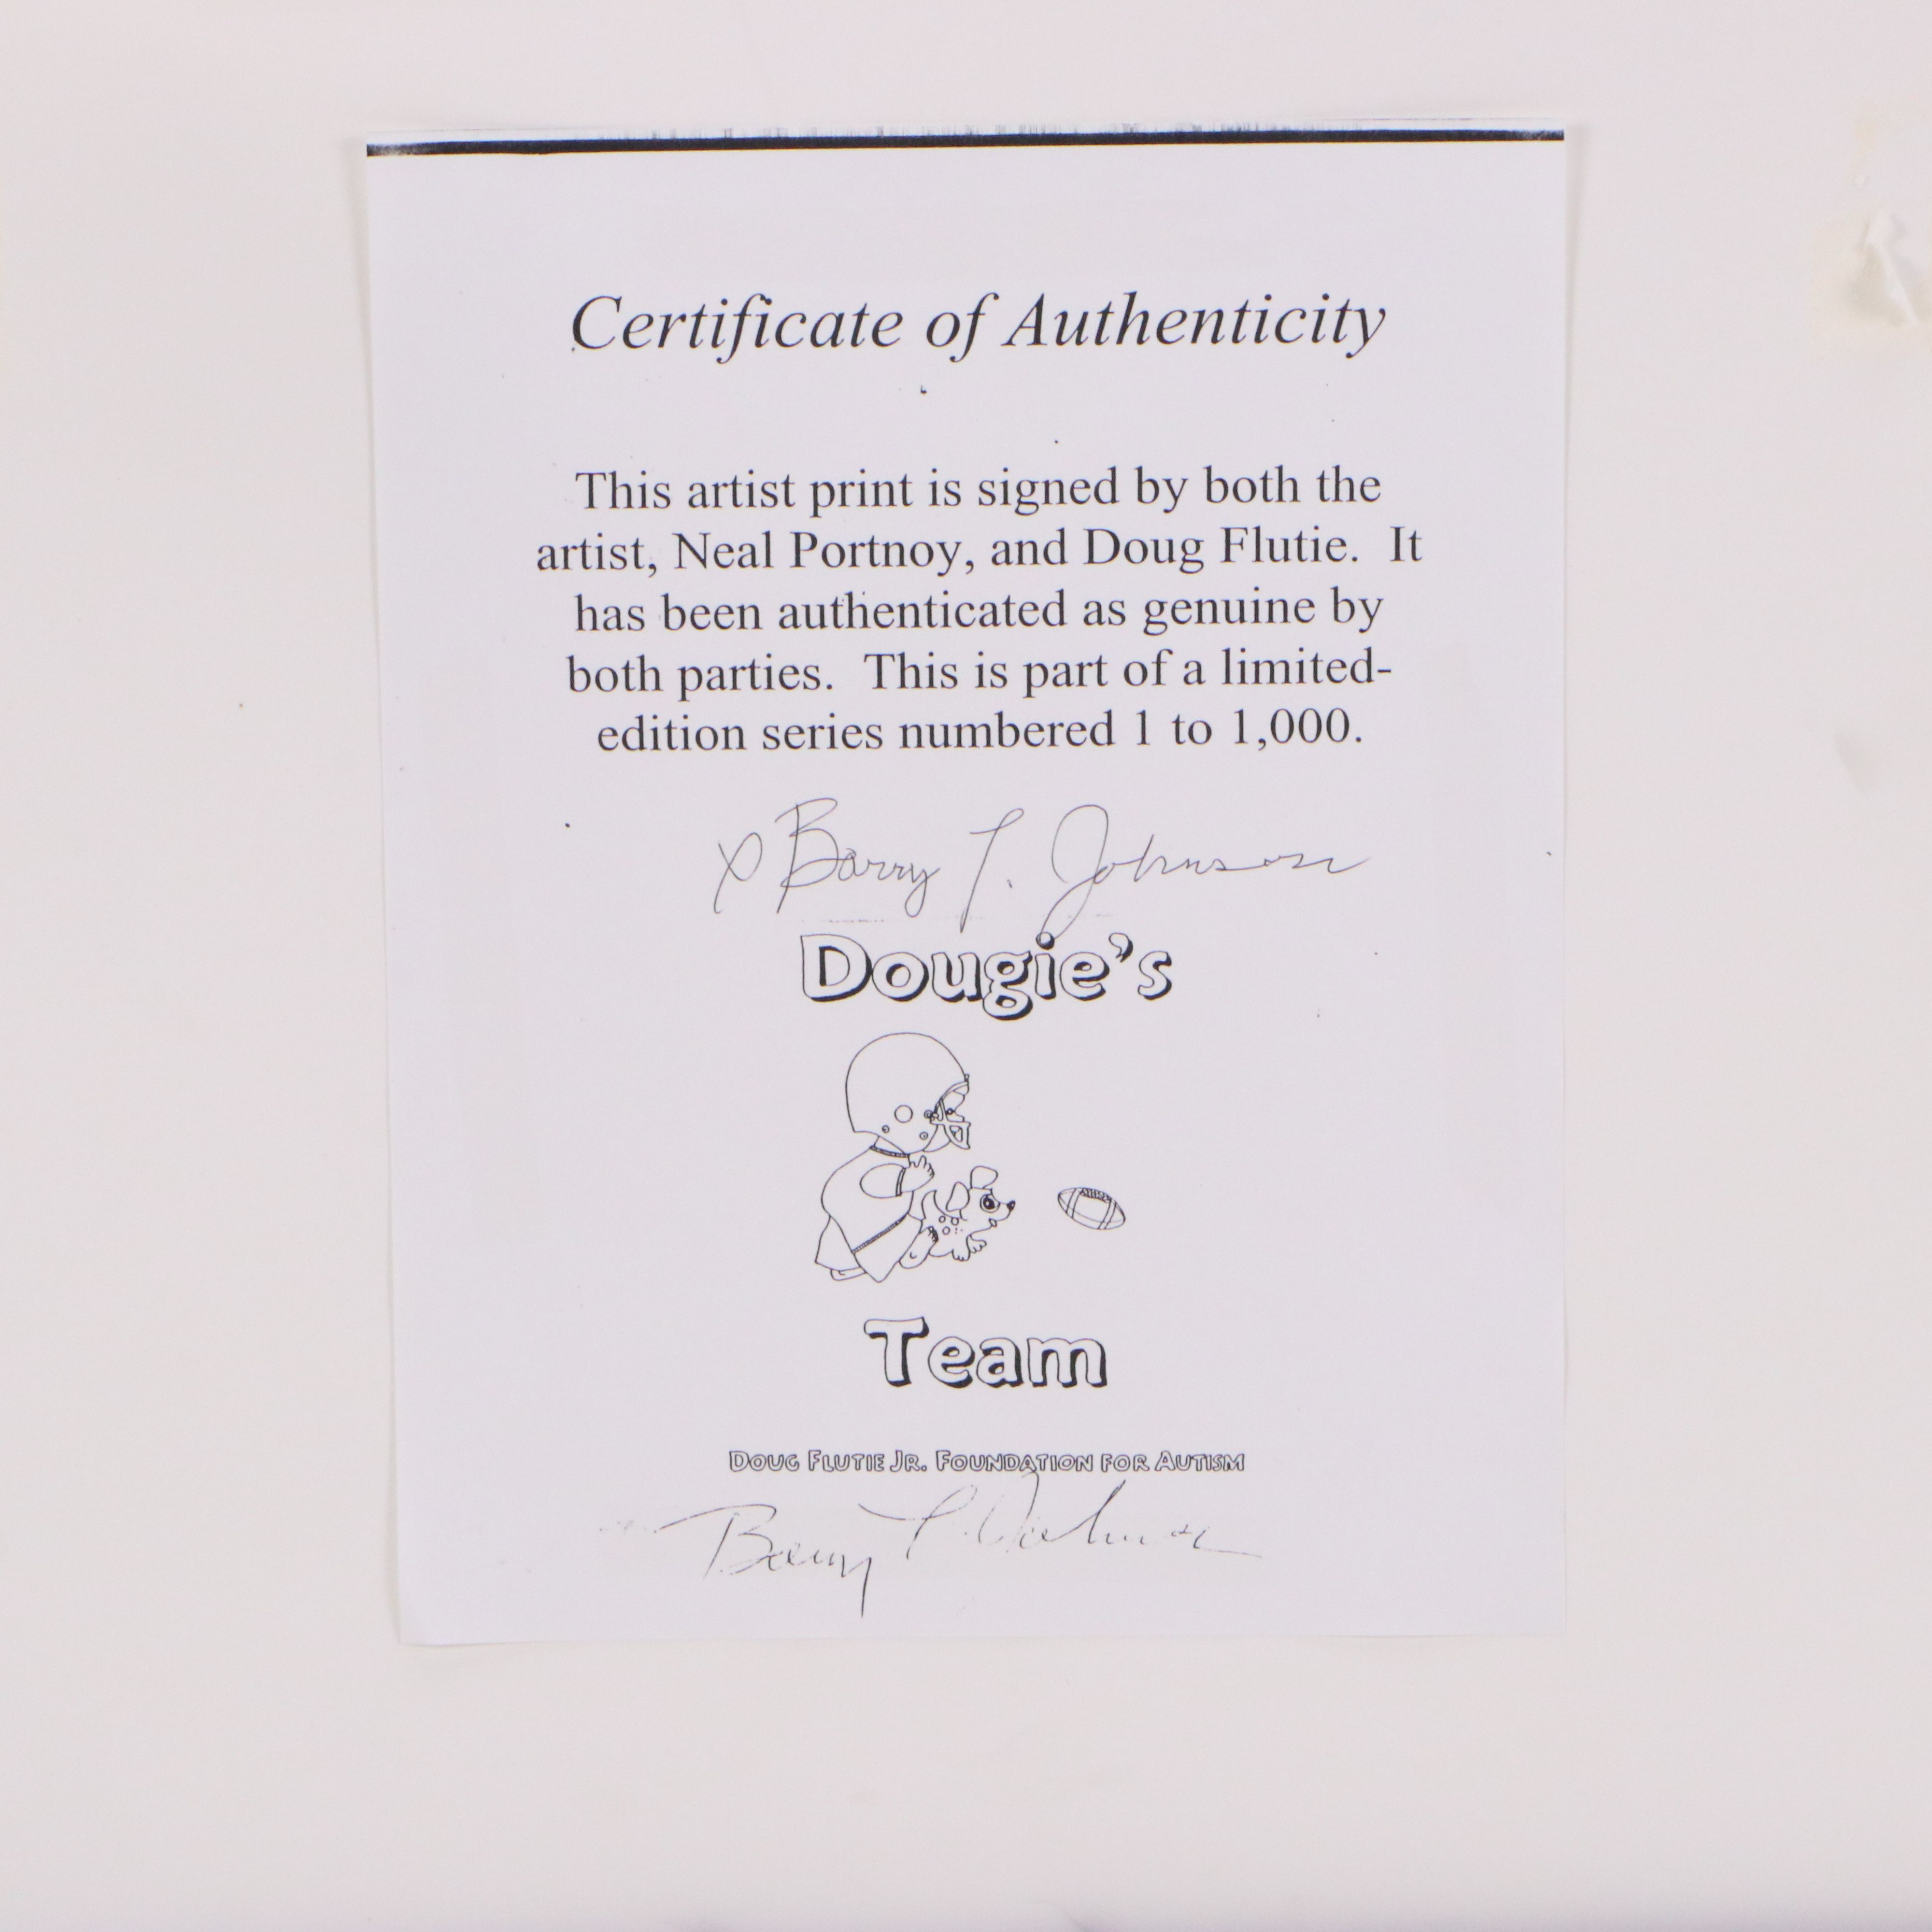 Certificate of Authenticity
This artist print is signed by both the
artist, Neal Portnoy, and Doug Flutie. It
has been authenticated as genuine by
both parties. This is part of a limited-
edition series numbered 1 to 1,000.
x Barry T. Johnson
Dougie's
Team
DOUG FLUTIE JR. FOUNDATION FOR AUTISM
Barry